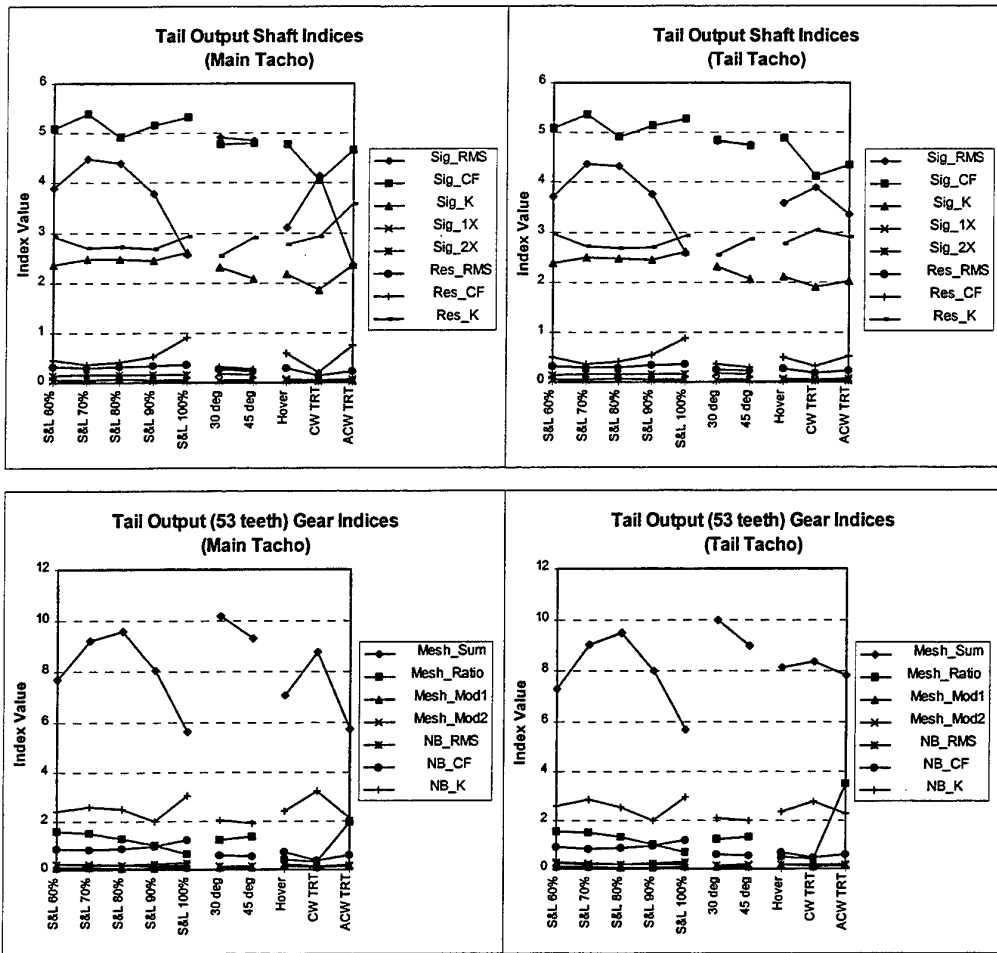 Tail Output Shaft Indices
(Main Tacho)
Index Value
6
5
4
3
2
1
0
S&L 60%
S&L 70%
S&L 80%
S&L 90%
S&L 100%
30 deg
45 deg
Hover
CW TRT
ACW TRT
Sig_RMS
Sig_CF
Sig_K
Sig_1X
Sig_2X
Res_RMS
Res_CF
Res_K
Tail Output Shaft Indices
(Tail Tacho)
Index Value
6
5
4
3
2
1
0
S&L 60%
S&L 70%
S&L 80%
S&L 90%
S&L 100%
30 deg
45 deg
Hover
CW TRT
ACW TRT
Sig_RMS
Sig_CF
Sig_K
Sig_1X
Sig_2X
Res_RMS
Res_CF
Res_K
Tail Output (53 teeth) Gear Indices
(Main Tacho)
Index Value
12
10
8
6
4
2
0
S&L 60%
S&L 70%
S&L 80%
S&L 90%
S&L 100%
30 deg
45 deg
Hover
CW TRT
ACW TRT
Mesh_Sum
Mesh_Ratio
Mesh_Mod1
Mesh_Mod2
NB_RMS
NB_CF
NB_K
Tail Output (53 teeth) Gear Indices
(Tail Tacho)
Index Value
12
10
8
6
4
2
0
S&L 60%
S&L 70%
S&L 80%
S&L 90%
S&L 100%
30 deg
45 deg
Hover
CW TRT
ACW TRT
Mesh_Sum
Mesh_Ratio
Mesh_Mod1
Mesh_Mod2
NB_RMS
NB_CF
NB_K